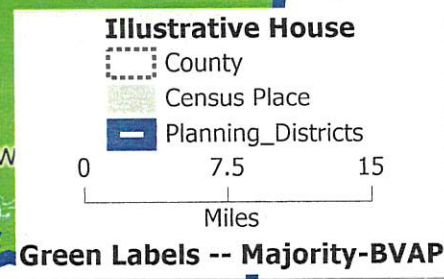 Illustrative House
County
Census Place
Planning_Districts
0 7.5 15
Miles
Green Labels -- Majority-BVAP